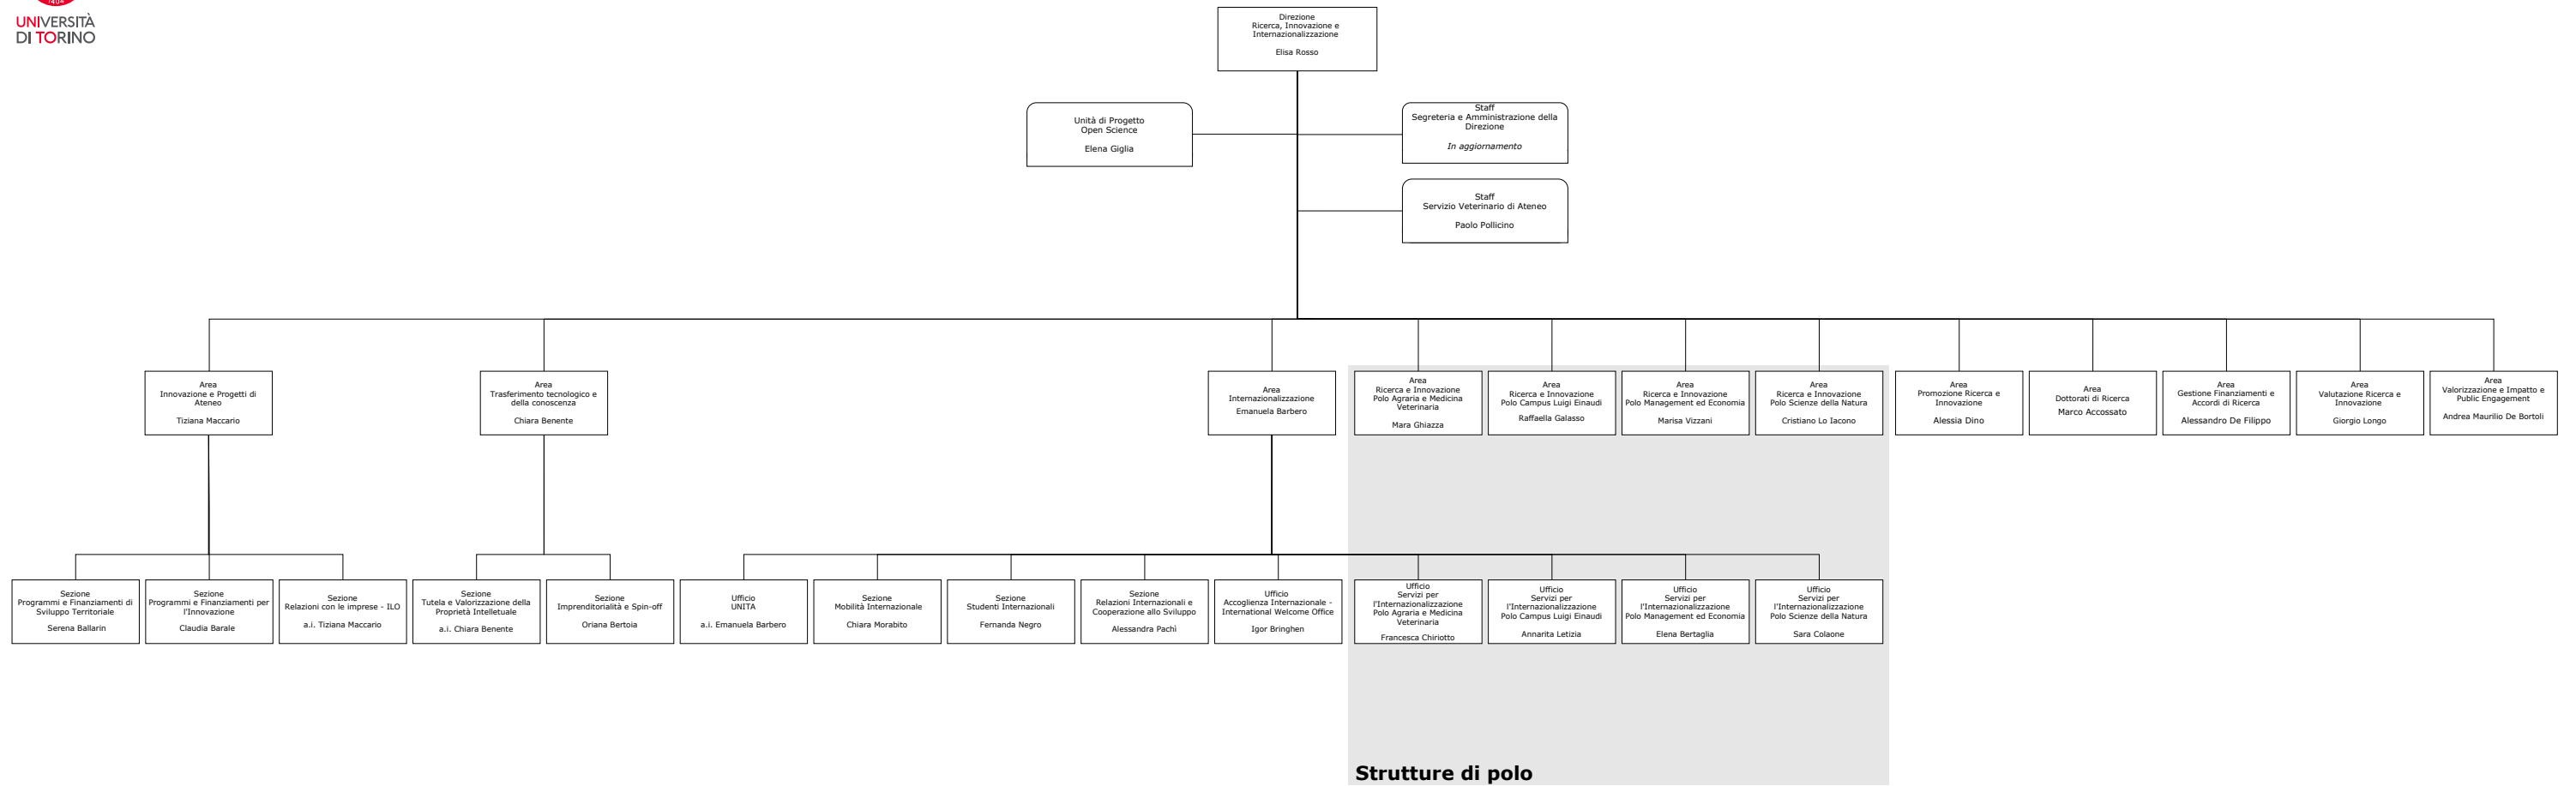 1404
UNIVERSITÀ
DI TORINO
Direzione
Ricerca, Innovazione e
Internazionalizzazione
Elisa Rosso
Unità di Progetto
Open Science
Elena Giglia
Staff
Segreteria e Amministrazione della
Direzione
In aggiornamento
Staff
Servizio Veterinario di Ateneo
Paolo Pollicino
Area
Innovazione e Progetti di
Ateneo
Tiziana Maccario
Area
Trasferimento tecnologico e
della conoscenza
Chiara Benente
Area
Internazionalizzazione
Emanuela Barbero
Area
Ricerca e Innovazione
Polo Agraria e Medicina
Veterinaria
Mara Ghiazza
Area
Ricerca e Innovazione
Polo Campus Luigi Einaudi
Raffaella Galasso
Area
Ricerca e Innovazione
Polo Management ed Economia
Marisa Vizzani
Area
Ricerca e Innovazione
Polo Scienze della Natura
Cristiano Lo Iacono
Area
Promozione Ricerca e
Innovazione
Alessia Dino
Area
Dottorati di Ricerca
Marco Accossato
Area
Gestione Finanziamenti e
Accordi di Ricerca
Alessandro De Filippo
Area
Valutazione Ricerca e
Innovazione
Giorgio Longo
Area
Valorizzazione e Impatto e
Public Engagement
Andrea Maurilio De Bortoli
Sezione
Programmi e Finanziamenti di
Sviluppo Territoriale
Serena Ballarin
Sezione
Programmi e Finanziamenti per
l'Innovazione
Claudia Barale
Sezione
Relazioni con le imprese - ILO
a.i. Tiziana Maccario
Sezione
Tutela e Valorizzazione della
Proprietà Intelletuale
a.i. Chiara Benente
Sezione
Imprenditorialità e Spin-off
Oriana Bertoia
Ufficio
UNITA
a.i. Emanuela Barbero
Sezione
Mobilità Internazionale
Chiara Morabito
Sezione
Studenti Internazionali
Fernanda Negro
Sezione
Relazioni Internazionali e
Cooperazione allo Sviluppo
Alessandra Pachì
Ufficio
Accoglienza Internazionale -
International Welcome Office
Igor Bringhen
Ufficio
Servizi per
l'Internazionalizzazione
Polo Agraria e Medicina
Veterinaria
Francesca Chiriotto
Ufficio
Servizi per
l'Internazionalizzazione
Polo Campus Luigi Einaudi
Annarita Letizia
Ufficio
Servizi per
l'Internazionalizzazione
Polo Management ed Economia
Elena Bertaglia
Ufficio
Servizi per
l'Internazionalizzazione
Polo Scienze della Natura
Sara Colaone
Strutture di polo